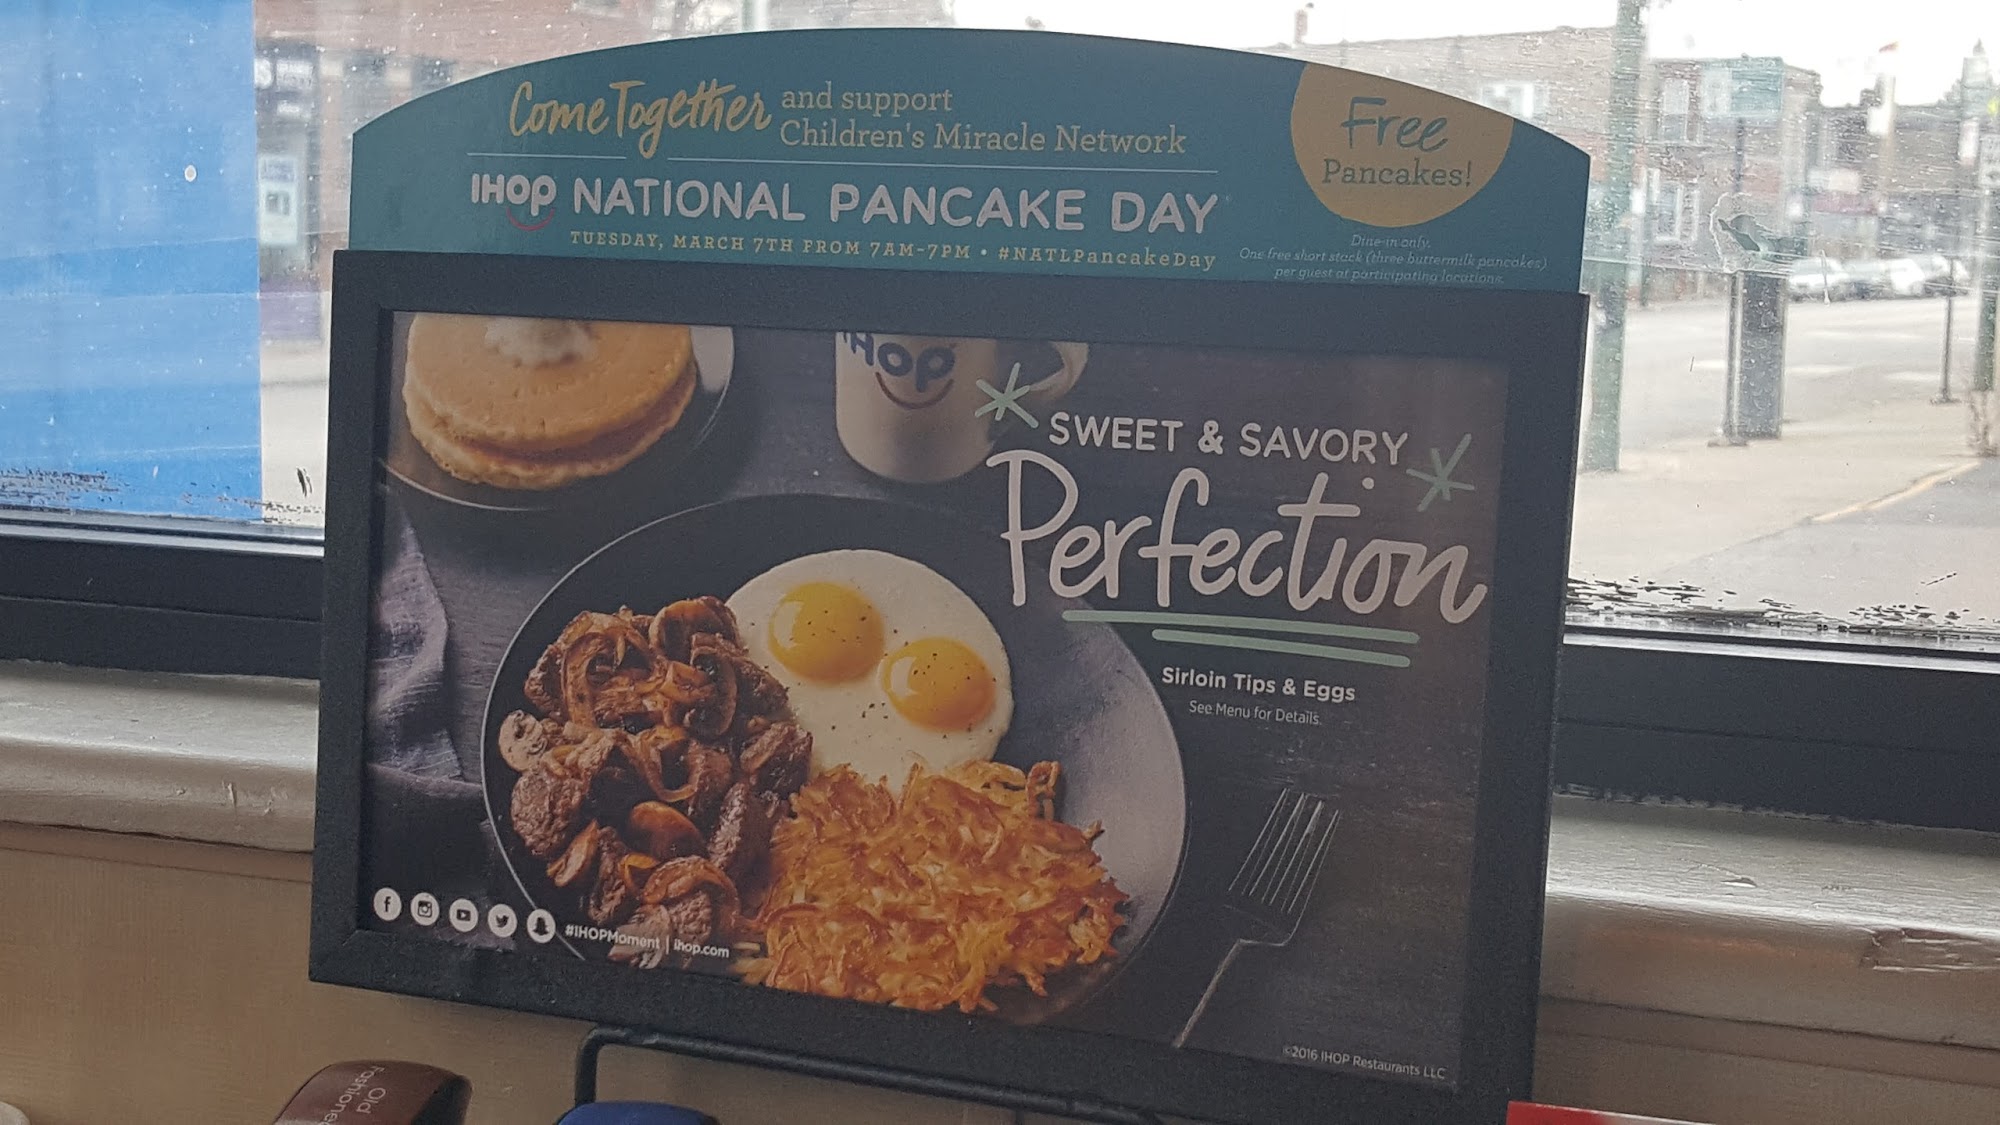 Come Together and support
Children's Miracle Network
IHOP NATIONAL PANCAKE DAY
TUESDAY, MARCH 7TH FROM 7AM-7PM • #NATLPancakeDay
Free
Pancakes!
Dine-in only.
One free short stack (three buttermilk pancakes)
per guest at participating locations.
IHOP
SWEET & SAVORY
Perfection
Sirloin Tips & Eggs
See Menu for Details.
#IHOPMoment | ihop.com
©2016 IHOP Restaurants LLC
Old